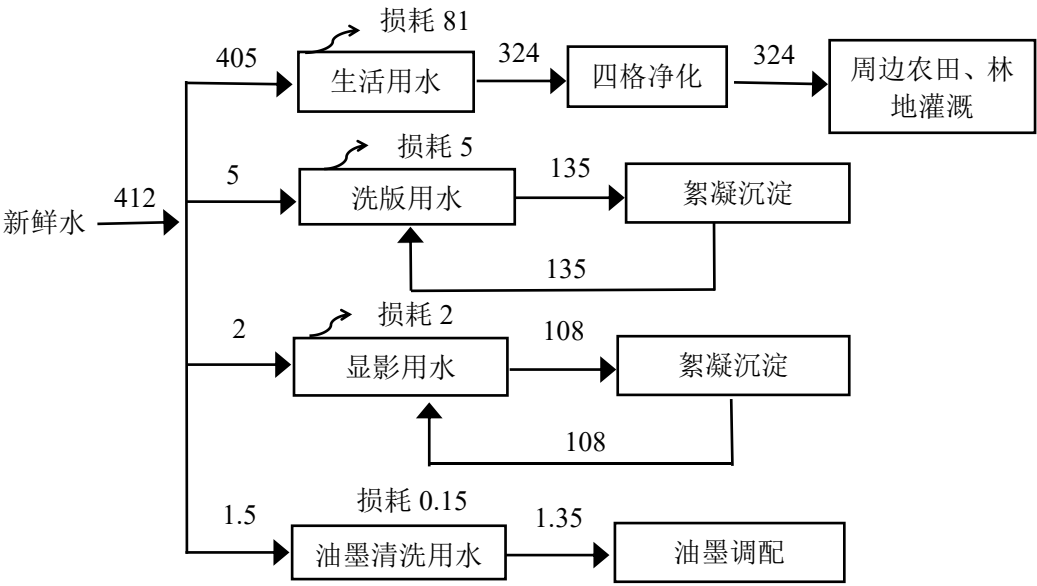 损耗 81
405
生活用水
324
四格净化
324
周边农田、林
地灌溉
损耗 5
5
洗版用水
135
絮凝沉淀
135
新鲜水
412
损耗 2
2
显影用水
108
絮凝沉淀
108
损耗 0.15
1.5
油墨清洗用水
1.35
油墨调配